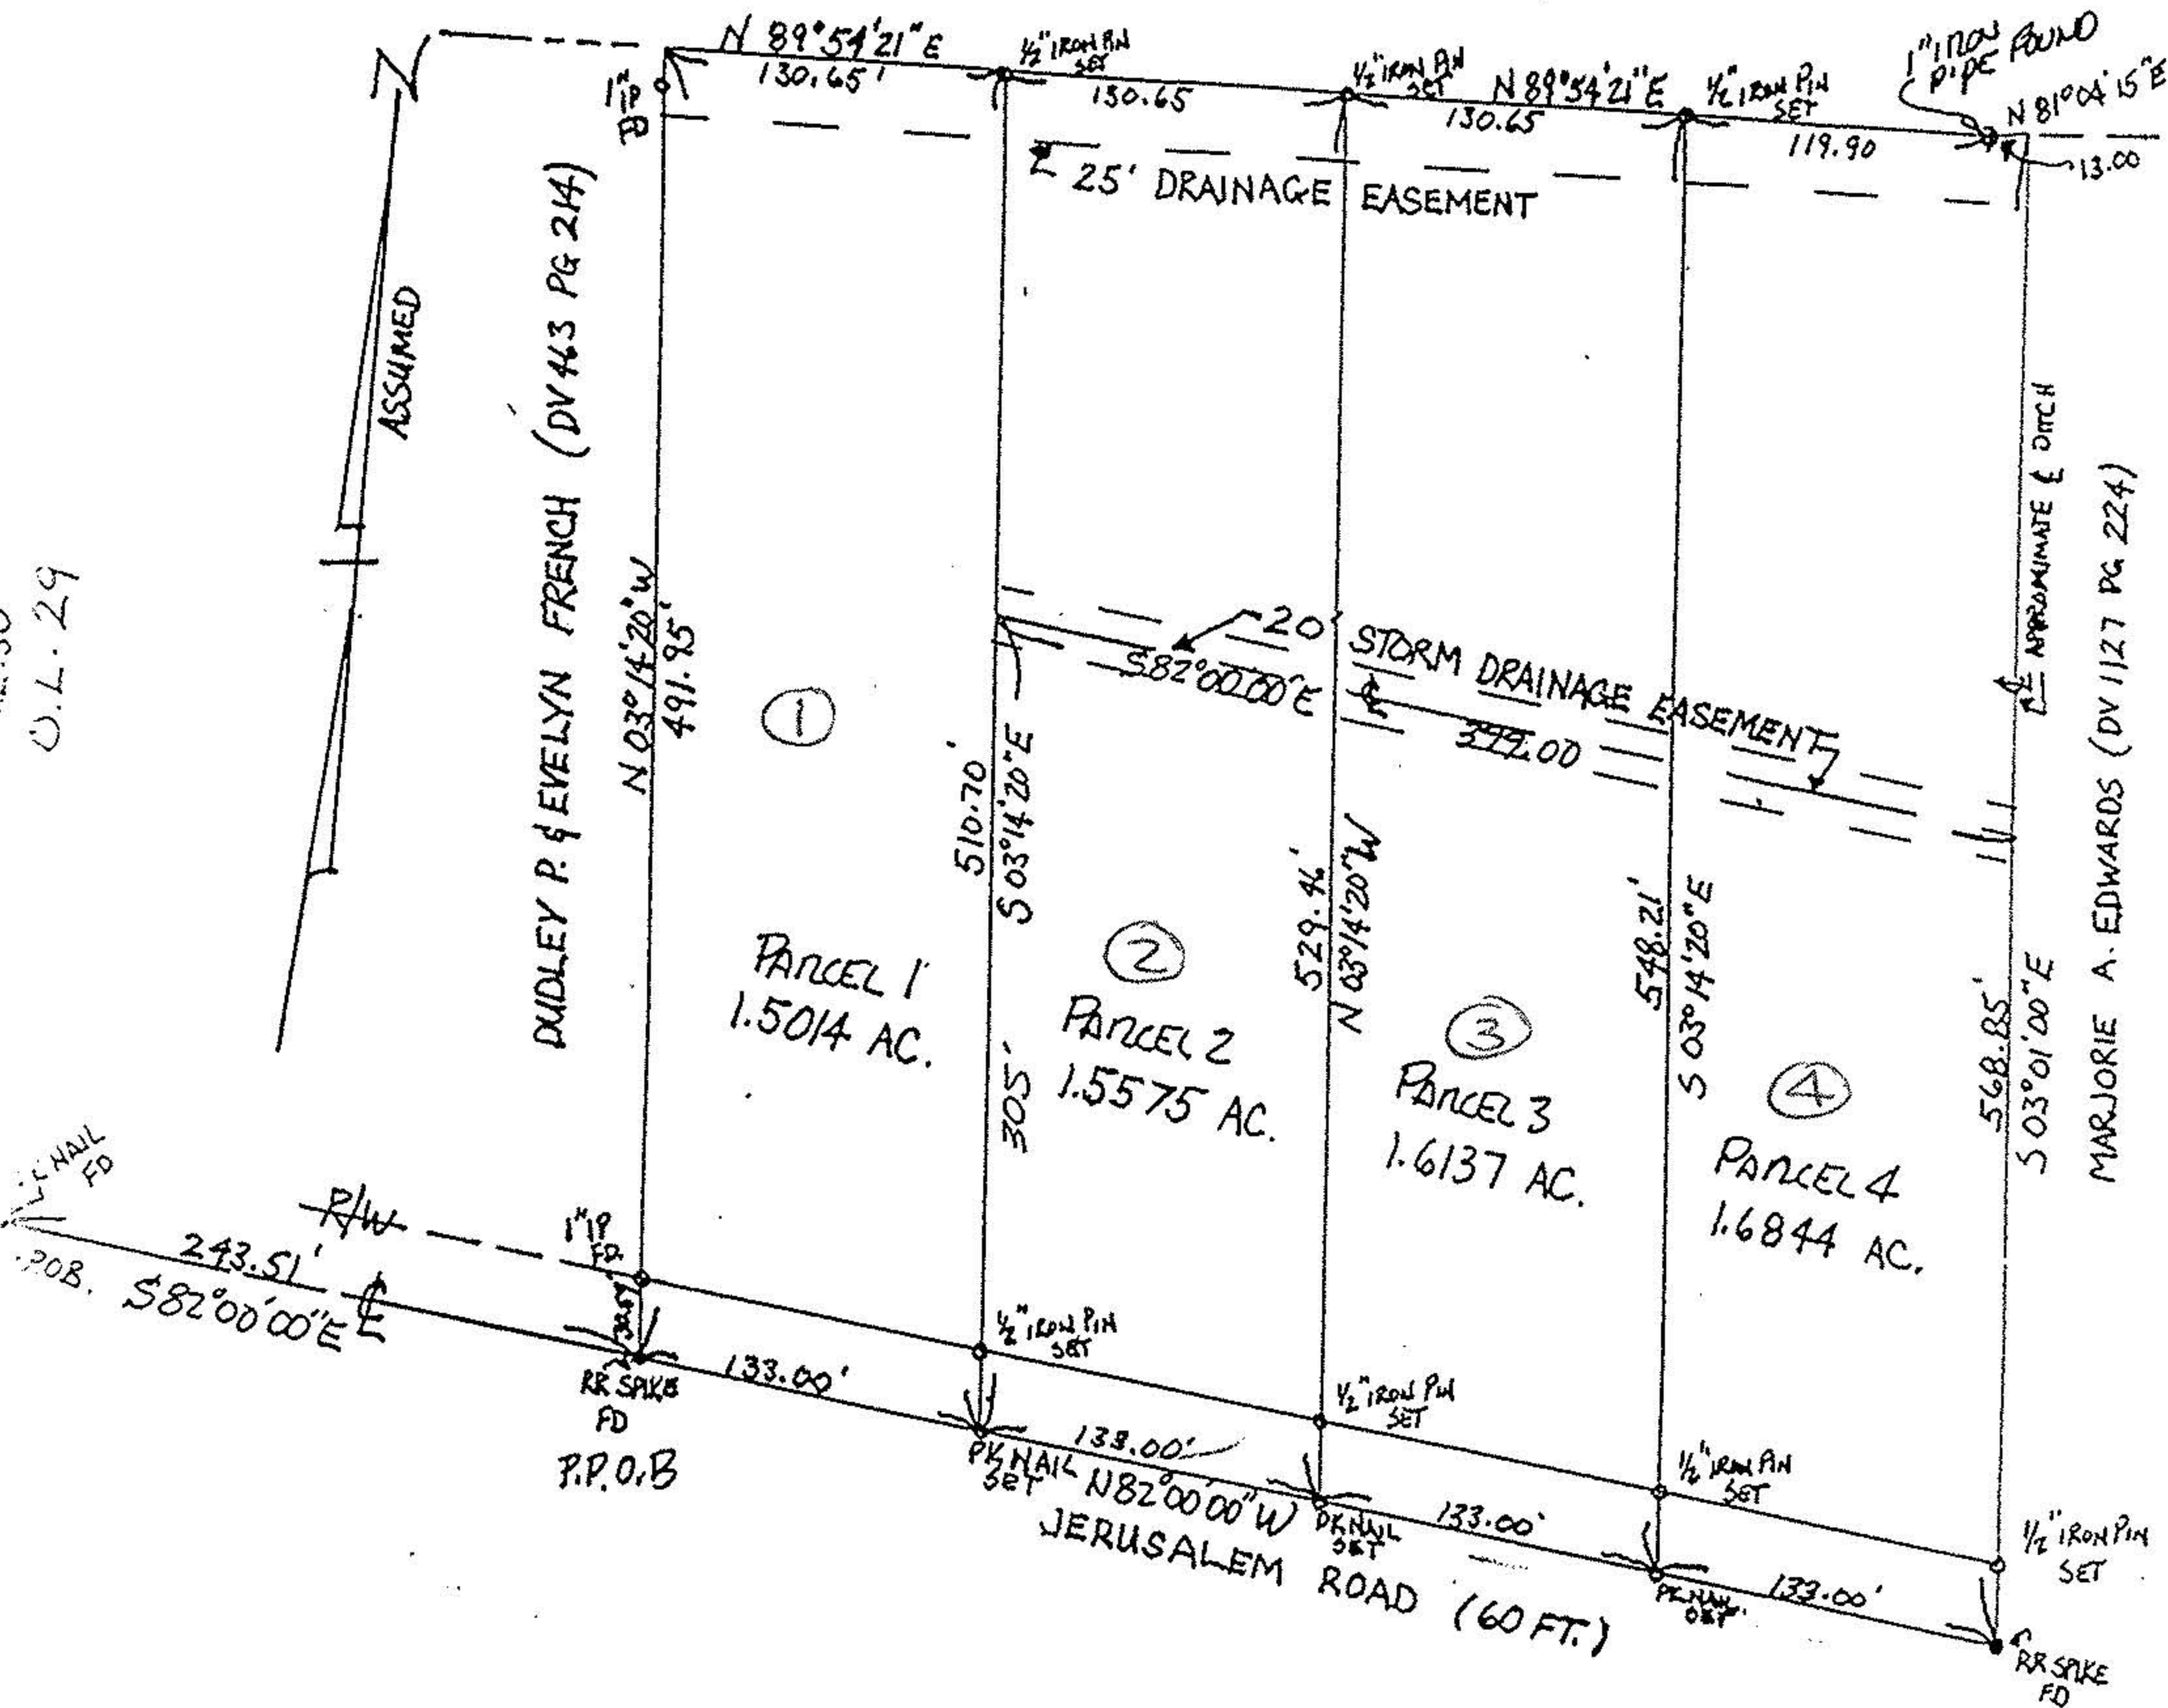 N 89°54'21" E
130.65'
1/2" IRON PIN
SET
130.65
1/2" IRON PIN
SET
N 89°54'21" E
130.65
1/2" IRON PIN
SET
119.90
1" IRON
PIPE FOUND
N 81°04'15" E
13.00
N
ASSUMED
1" IP
FD
25' DRAINAGE EASEMENT
O.L. 29
DUDLEY P. & EVELYN FRENCH (DV 463 PG 214)
N 03°14'20" W
491.95'
1
PARCEL 1
1.5014 AC.
510.70'
S 03°14'20" E
305'
20' STORM DRAINAGE EASEMENT
S 82°00'00" E
℄
399.00
2
PARCEL 2
1.5575 AC.
529.46'
N 03°14'20" W
3
PARCEL 3
1.6137 AC.
548.21'
S 03°14'20" E
4
PARCEL 4
1.6844 AC.
568.85'
S 03°01'00" E
APPROXIMATE ℄ DITCH
MARJORIE A. EDWARDS (DV 1127 PG. 224)
NAIL
FD
P.O.B.
243.51'
S 82°00'00" E ℄
R/W
1" IP
FD.
RR SPIKE
FD
P.P.O.B
133.00'
1/2" IRON PIN
SET
PK NAIL
SET
133.00'
N 82°00'00" W
JERUSALEM ROAD (60 FT.)
1/2" IRON PIN
SET
PK NAIL
SET
133.00'
1/2" IRON PIN
SET
PK NAIL
SET
133.00'
1/2" IRON PIN
SET
RR SPIKE
FD